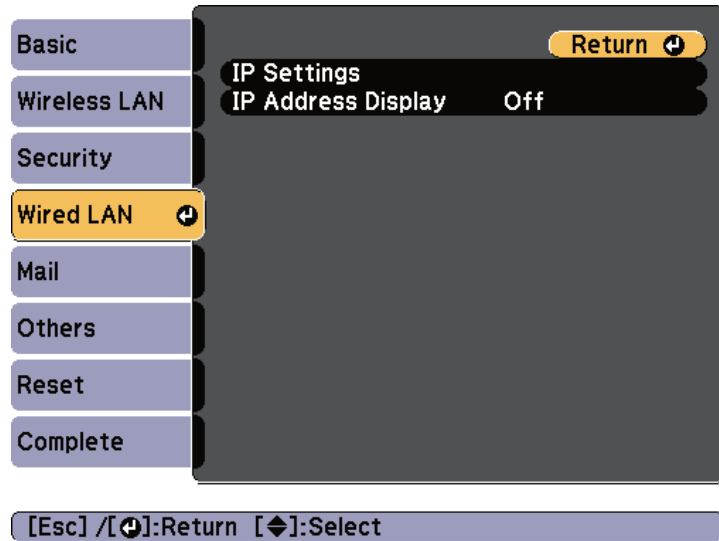 Basic
Wireless LAN
Security
Wired LAN
Mail
Others
Reset
Complete
Return
IP Settings
IP Address Display Off
[Esc] /[⏎]:Return [◆]:Select